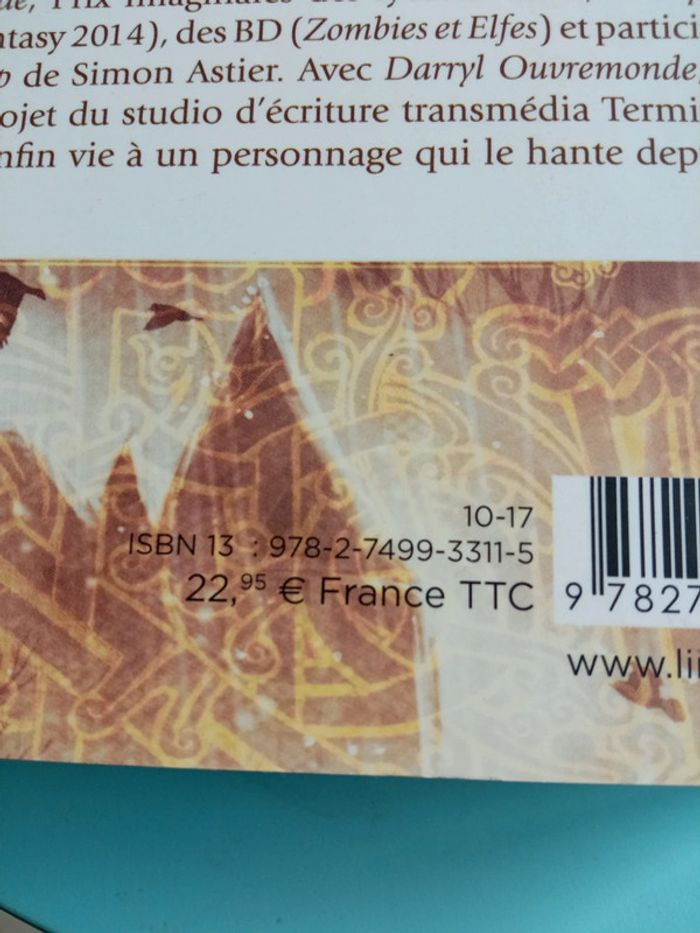 ntasy 2014), des BD (Zombies et Elfes) et partici
p de Simon Astier. Avec Darryl Ouvremonde,
ojet du studio d'écriture transmédia Termi
nfin vie à un personnage qui le hante dep
10-17
ISBN 13 : 978-2-7499-3311-5
22,95 € France TTC
9 7827
www.li